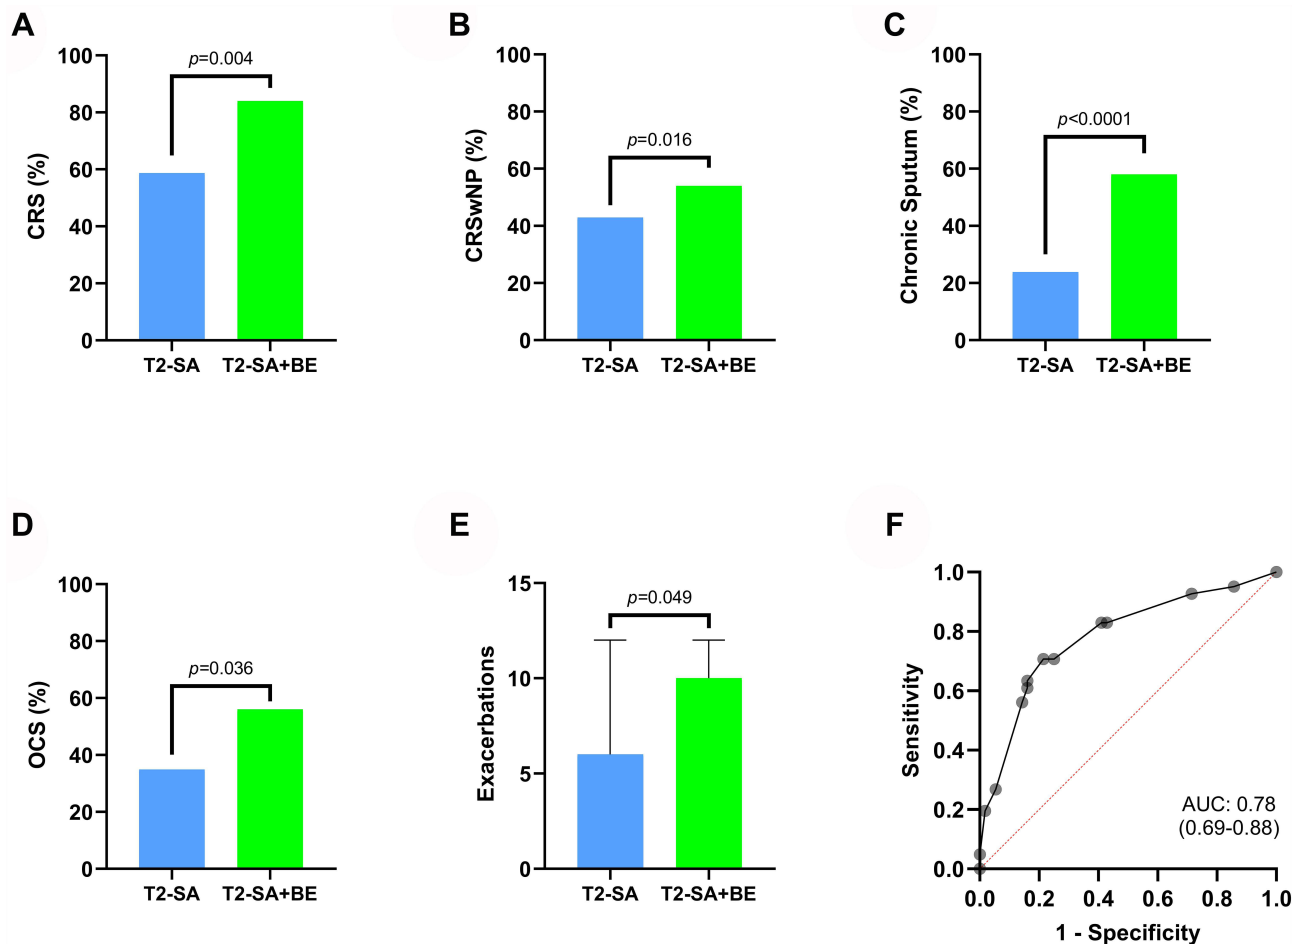 A
100
80
60
40
20
0
CRS (%)
p=0.004
T2-SA
T2-SA+BE
B
100
80
60
40
20
0
CRSwNP (%)
p=0.016
T2-SA
T2-SA+BE
C
100
80
60
40
20
0
Chronic Sputum (%)
p<0.0001
T2-SA
T2-SA+BE
D
100
80
60
40
20
0
OCS (%)
p=0.036
T2-SA
T2-SA+BE
E
15
10
5
0
Exacerbations
p=0.049
T2-SA
T2-SA+BE
F
1.0
0.8
0.6
0.4
0.2
0.0
Sensitivity
AUC: 0.78
(0.69-0.88)
0.0 0.2 0.4 0.6 0.8 1.0
1 - Specificity